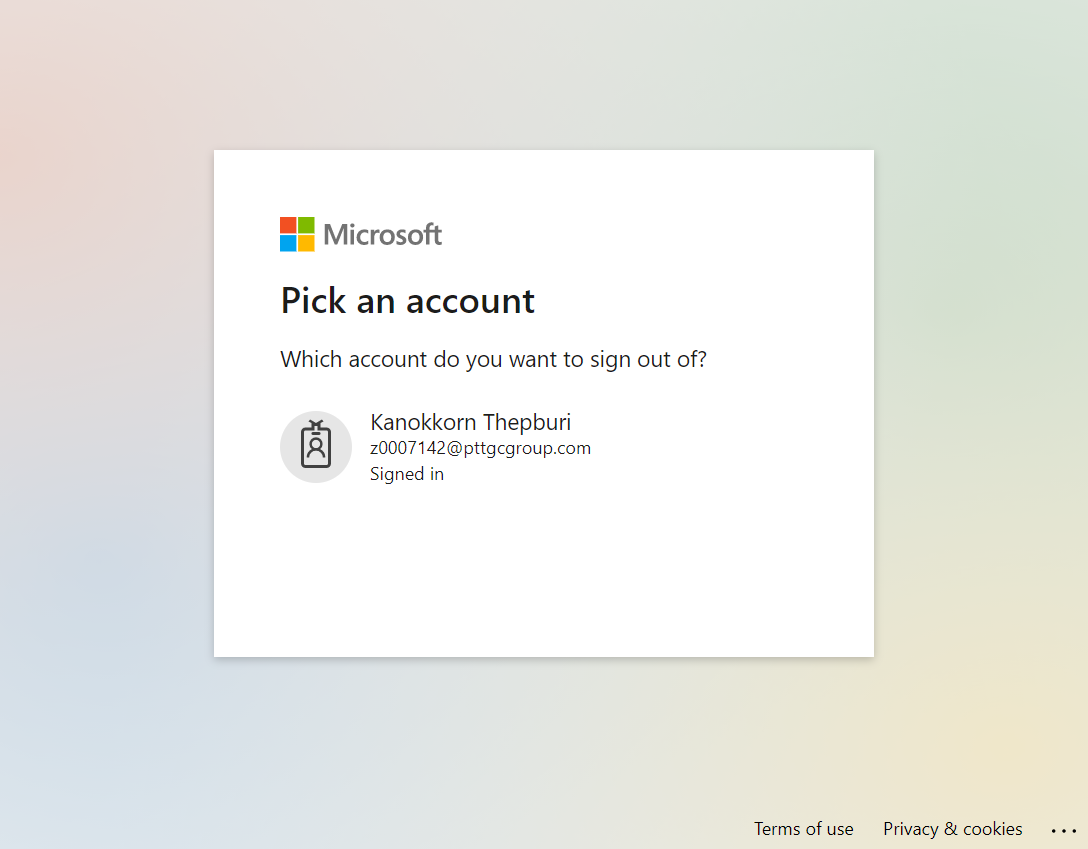 Microsoft
Pick an account
Which account do you want to sign out of?
Kanokkorn Thepburi
z0007142@pttgcgroup.com
Signed in
Terms of use Privacy & cookies ...